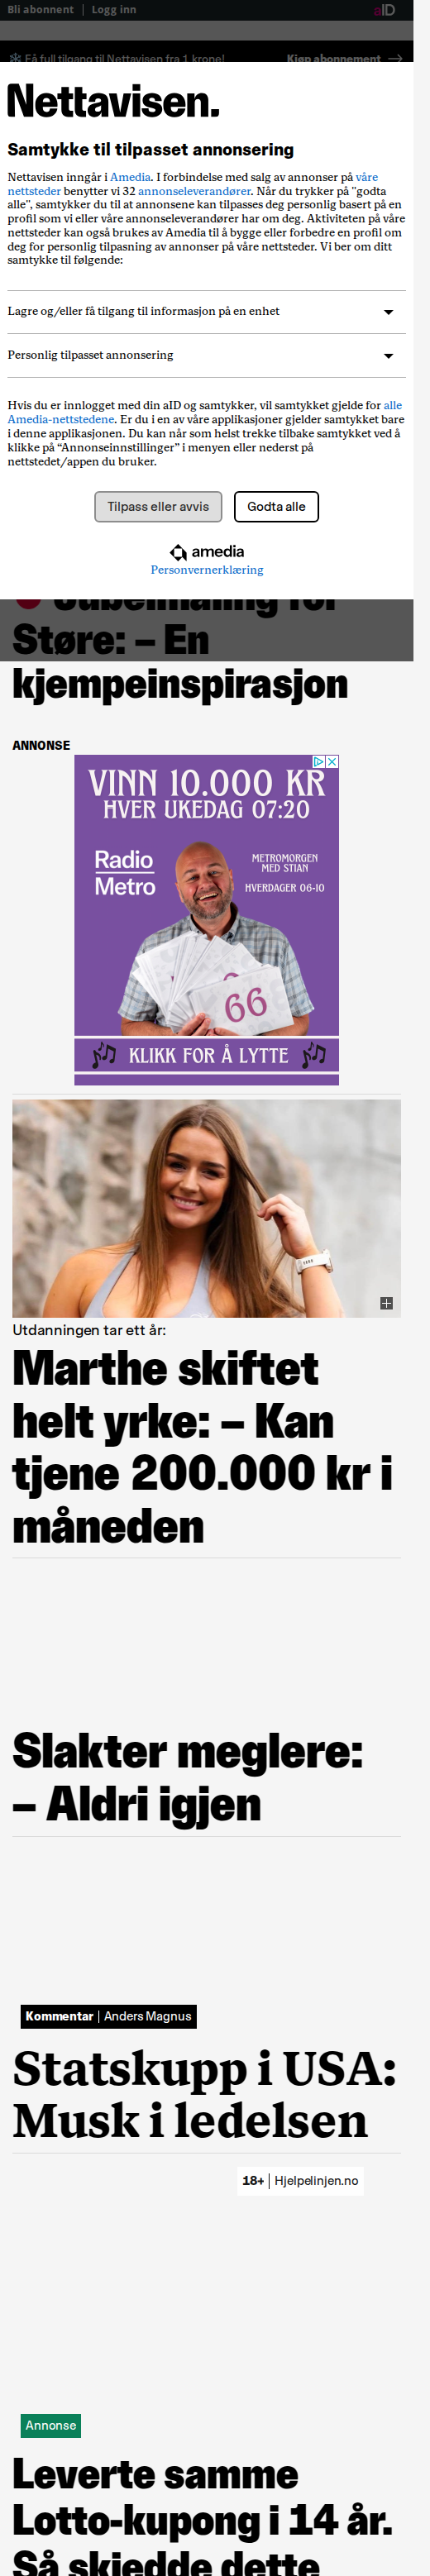 Bli abonnent | Logg inn
aID
Få full tilgang til Nettavisen fra 1 krone!
Kjøp abonnement
Nettavisen.
Samtykke til tilpasset annonsering
Nettavisen inngår i Amedia. I forbindelse med salg av annonser på våre
nettsteder benytter vi 32 annonseleverandører. Når du trykker på "godta
alle", samtykker du til at annonsene kan tilpasses deg personlig basert på en
profil som vi eller våre annonseleverandører har om deg. Aktiviteten på våre
nettsteder kan også brukes av Amedia til å bygge eller forbedre en profil om
deg for personlig tilpasning av annonser på våre nettsteder. Vi ber om ditt
samtykke til følgende:
Lagre og/eller få tilgang til informasjon på en enhet
Personlig tilpasset annonsering
Hvis du er innlogget med din aID og samtykker, vil samtykket gjelde for alle
Amedia-nettstedene. Er du i en av våre applikasjoner gjelder samtykket bare
i denne applikasjonen. Du kan når som helst trekke tilbake samtykket ved å
klikke på “Annonseinnstillinger” i menyen eller nederst på
nettstedet/appen du bruker.
Tilpass eller avvis
Godta alle
amedia
Personvernerklæring
Jubelmåling for
Støre: – En
kjempeinspirasjon
ANNONSE
VINN 10.000 KR
HVER UKEDAG 07:20
Radio
Metro
METROMORGEN
MED STIAN
HVERDAGER 06-10
66
KLIKK FOR Å LYTTE
Utdanningen tar ett år:
Marthe skiftet
helt yrke: – Kan
tjene 200.000 kr i
måneden
Slakter meglere:
– Aldri igjen
Kommentar | Anders Magnus
Statskupp i USA:
Musk i ledelsen
18+ | Hjelpelinjen.no
Annonse
Leverte samme
Lotto-kupong i 14 år.
Så skjedde dette